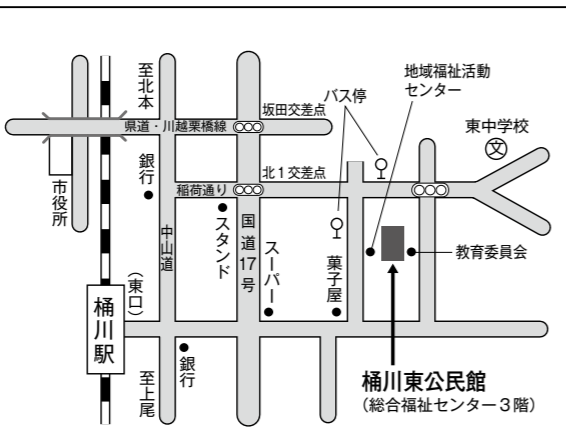 至北本
県道・川越栗橋線
坂田交差点
バス停
地域福祉活動
センター
東中学校
文
市役所
銀行
稲荷通り
北1交差点
中山道
スタンド
国道17号
スーパー
菓子屋
教育委員会
(東口)
桶川駅
至上尾
銀行
桶川東公民館
(総合福祉センター3階)